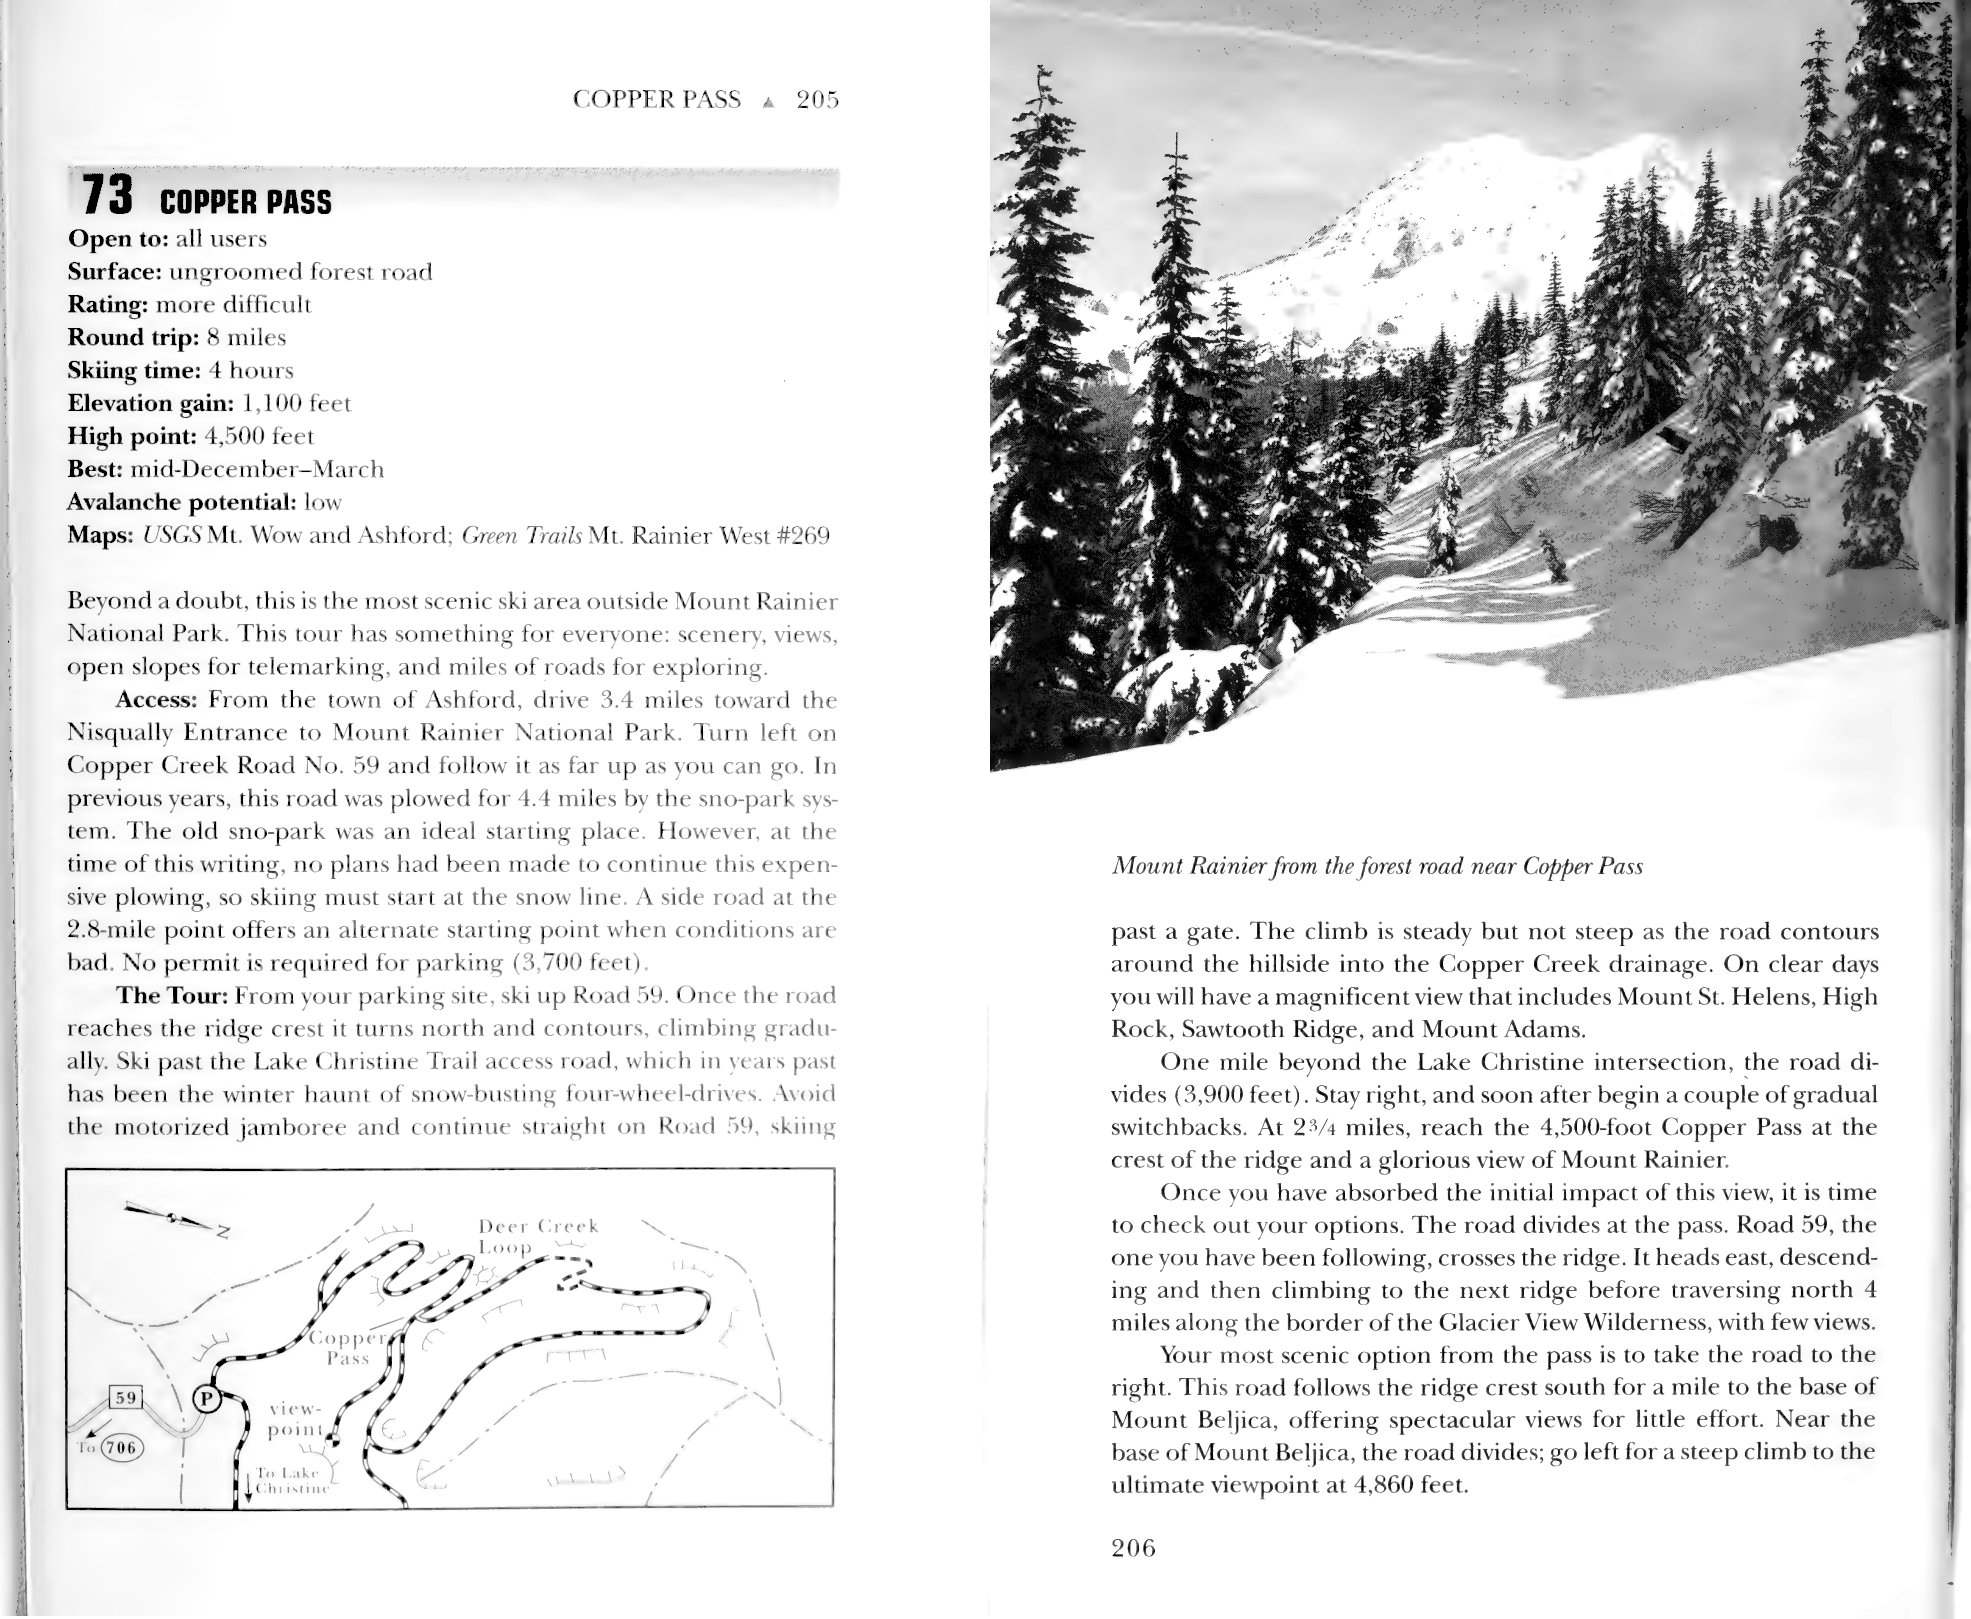 COPPER PASS ▲ 205
73 COPPER PASS
Open to: all users
Surface: ungroomed forest road
Rating: more difficult
Round trip: 8 miles
Skiing time: 4 hours
Elevation gain: 1,100 feet
High point: 4,500 feet
Best: mid-December–March
Avalanche potential: low
Maps: USGS Mt. Wow and Ashford; Green Trails Mt. Rainier West #269
Beyond a doubt, this is the most scenic ski area outside Mount Rainier
National Park. This tour has something for everyone: scenery, views,
open slopes for telemarking, and miles of roads for exploring.
Access: From the town of Ashford, drive 3.4 miles toward the
Nisqually Entrance to Mount Rainier National Park. Turn left on
Copper Creek Road No. 59 and follow it as far up as you can go. In
previous years, this road was plowed for 4.4 miles by the sno-park sys-
tem. The old sno-park was an ideal starting place. However, at the
time of this writing, no plans had been made to continue this expen-
sive plowing, so skiing must start at the snow line. A side road at the
2.8-mile point offers an alternate starting point when conditions are
bad. No permit is required for parking (3,700 feet).
The Tour: From your parking site, ski up Road 59. Once the road
reaches the ridge crest it turns north and contours, climbing gradu-
ally. Ski past the Lake Christine Trail access road, which in years past
has been the winter haunt of snow-busting four-wheel-drives. Avoid
the motorized jamboree and continue straight on Road 59, skiing
N
Deer Creek
Loop
Copper
Pass
59
P
view-
point
To 706
To Lake
Christine
Mount Rainier from the forest road near Copper Pass
past a gate. The climb is steady but not steep as the road contours
around the hillside into the Copper Creek drainage. On clear days
you will have a magnificent view that includes Mount St. Helens, High
Rock, Sawtooth Ridge, and Mount Adams.
One mile beyond the Lake Christine intersection, the road di-
vides (3,900 feet). Stay right, and soon after begin a couple of gradual
switchbacks. At 2¾ miles, reach the 4,500-foot Copper Pass at the
crest of the ridge and a glorious view of Mount Rainier.
Once you have absorbed the initial impact of this view, it is time
to check out your options. The road divides at the pass. Road 59, the
one you have been following, crosses the ridge. It heads east, descend-
ing and then climbing to the next ridge before traversing north 4
miles along the border of the Glacier View Wilderness, with few views.
Your most scenic option from the pass is to take the road to the
right. This road follows the ridge crest south for a mile to the base of
Mount Beljica, offering spectacular views for little effort. Near the
base of Mount Beljica, the road divides; go left for a steep climb to the
ultimate viewpoint at 4,860 feet.
206